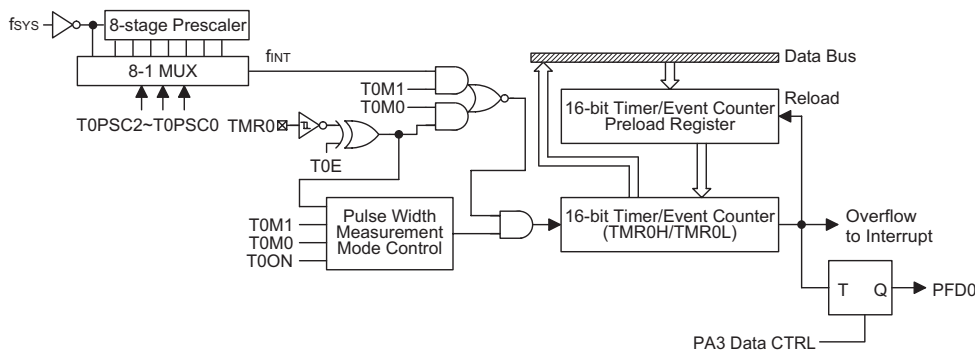 fSYS
8-stage Prescaler
8-1 MUX
T0PSC2~T0PSC0
fINT
T0M1
T0M0
TMR0
T0E
T0M1
T0M0
T0ON
Pulse Width
Measurement
Mode Control
Data Bus
16-bit Timer/Event Counter
Preload Register
Reload
16-bit Timer/Event Counter
(TMR0H/TMR0L)
Overflow
to Interrupt
T
Q
PFD0
PA3 Data CTRL